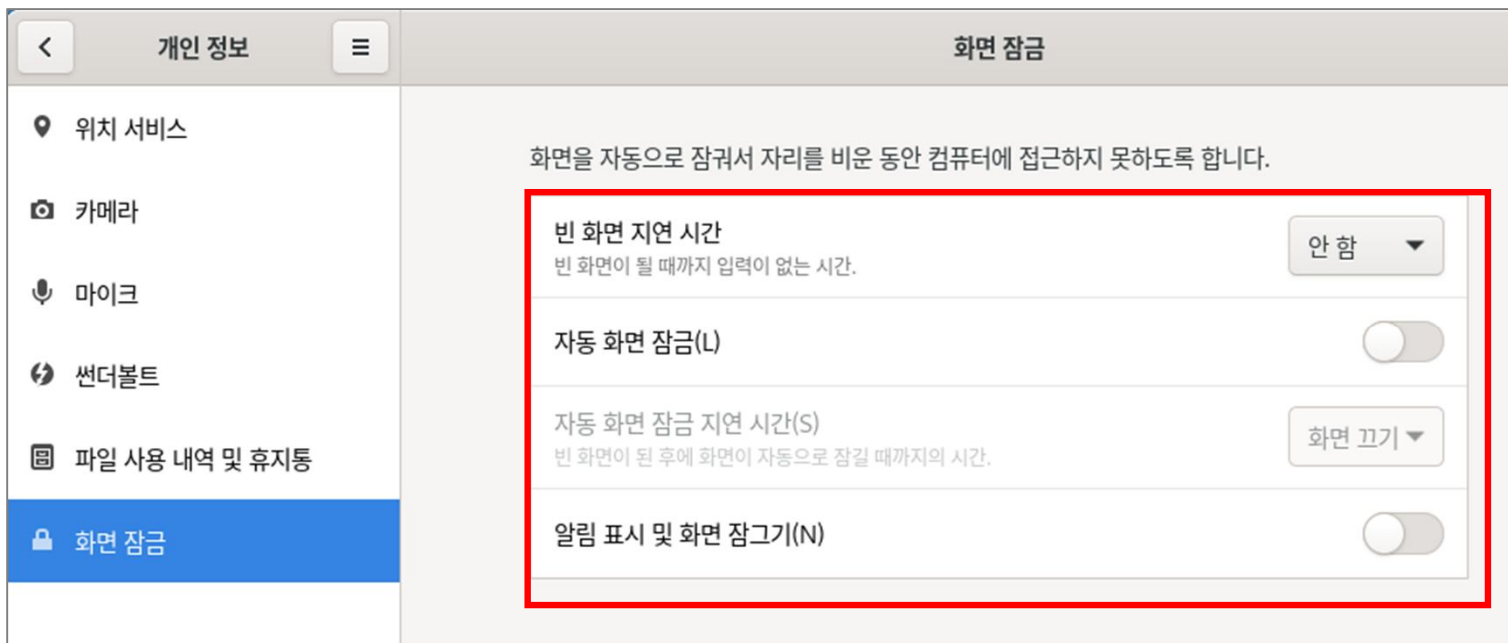 개인 정보
화면 잠금
위치 서비스
카메라
마이크
썬더볼트
파일 사용 내역 및 휴지통
화면 잠금
화면을 자동으로 잠궈서 자리를 비운 동안 컴퓨터에 접근하지 못하도록 합니다.
빈 화면 지연 시간
빈 화면이 될 때까지 입력이 없는 시간.
안 함
자동 화면 잠금(L)
자동 화면 잠금 지연 시간(S)
빈 화면이 된 후에 화면이 자동으로 잠길 때까지의 시간.
화면 끄기
알림 표시 및 화면 잠그기(N)